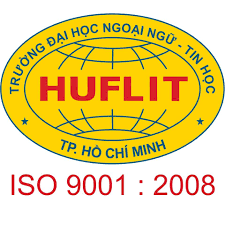 TRƯỜNG ĐẠI HỌC NGOẠI NGỮ - TIN HỌC
HUFLIT
TP. HỒ CHÍ MINH
ISO 9001 : 2008